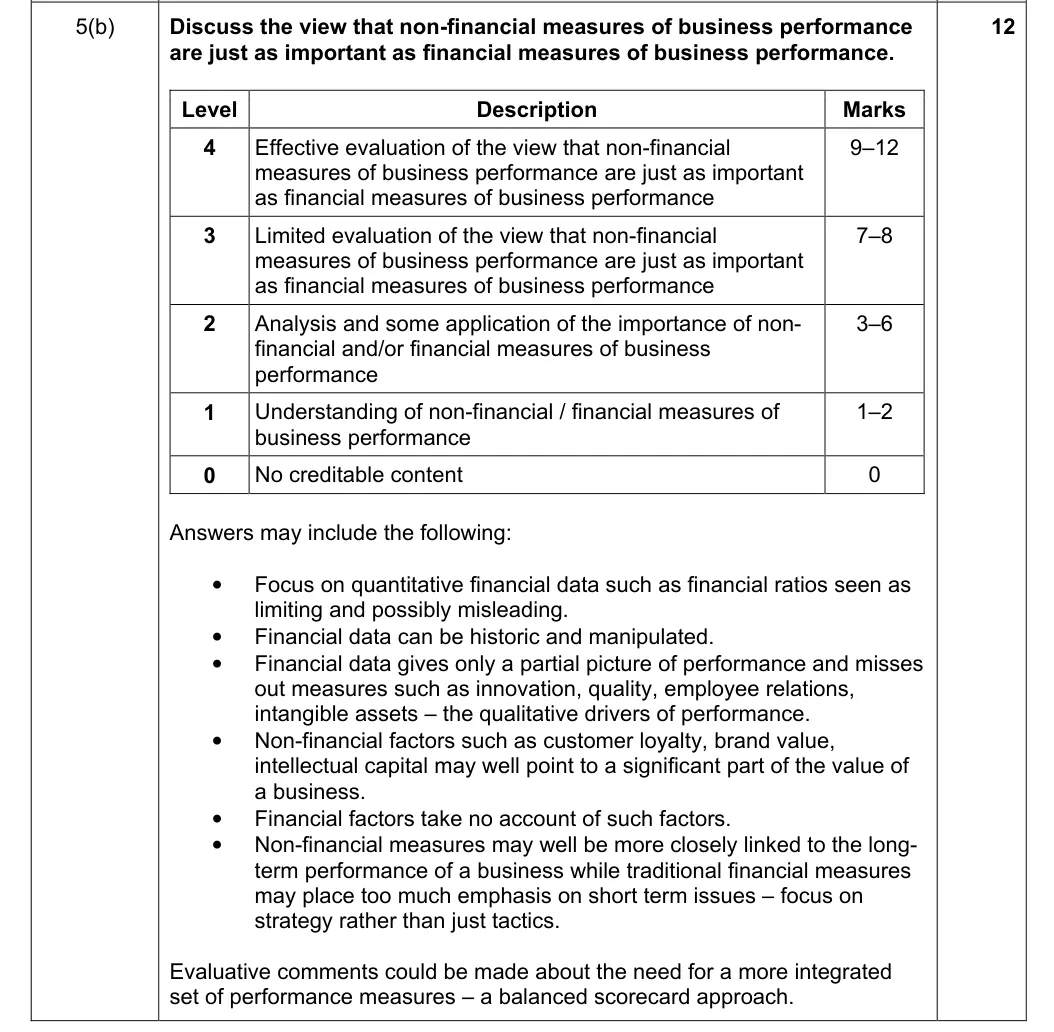 5(b)
Discuss the view that non-financial measures of business performance
are just as important as financial measures of business performance.
12
Level Description Marks
4 Effective evaluation of the view that non-financial 9–12
measures of business performance are just as important
as financial measures of business performance
3 Limited evaluation of the view that non-financial 7–8
measures of business performance are just as important
as financial measures of business performance
2 Analysis and some application of the importance of non- 3–6
financial and/or financial measures of business
performance
1 Understanding of non-financial / financial measures of 1–2
business performance
0 No creditable content 0
Answers may include the following:
• Focus on quantitative financial data such as financial ratios seen as
limiting and possibly misleading.
• Financial data can be historic and manipulated.
• Financial data gives only a partial picture of performance and misses
out measures such as innovation, quality, employee relations,
intangible assets – the qualitative drivers of performance.
• Non-financial factors such as customer loyalty, brand value,
intellectual capital may well point to a significant part of the value of
a business.
• Financial factors take no account of such factors.
• Non-financial measures may well be more closely linked to the long-
term performance of a business while traditional financial measures
may place too much emphasis on short term issues – focus on
strategy rather than just tactics.
Evaluative comments could be made about the need for a more integrated
set of performance measures – a balanced scorecard approach.